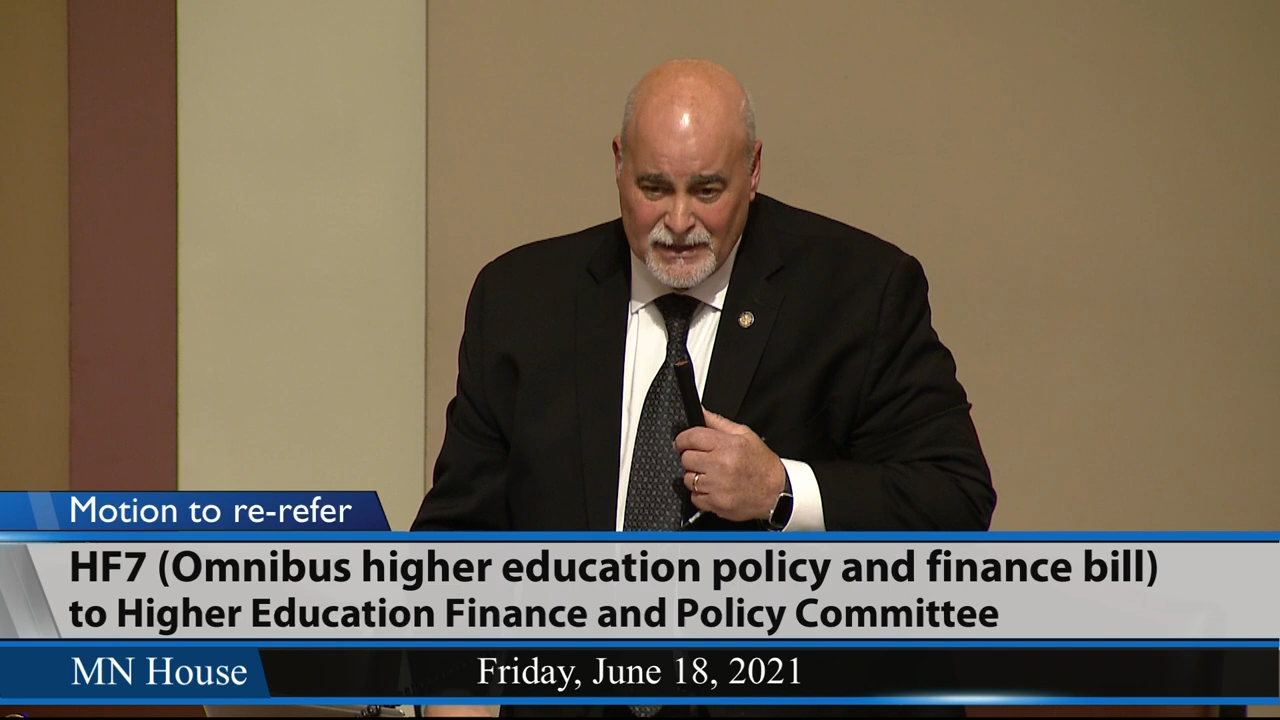 Motion to re-refer
HF7 (Omnibus higher education policy and finance bill)
to Higher Education Finance and Policy Committee
MN House
Friday, June 18, 2021